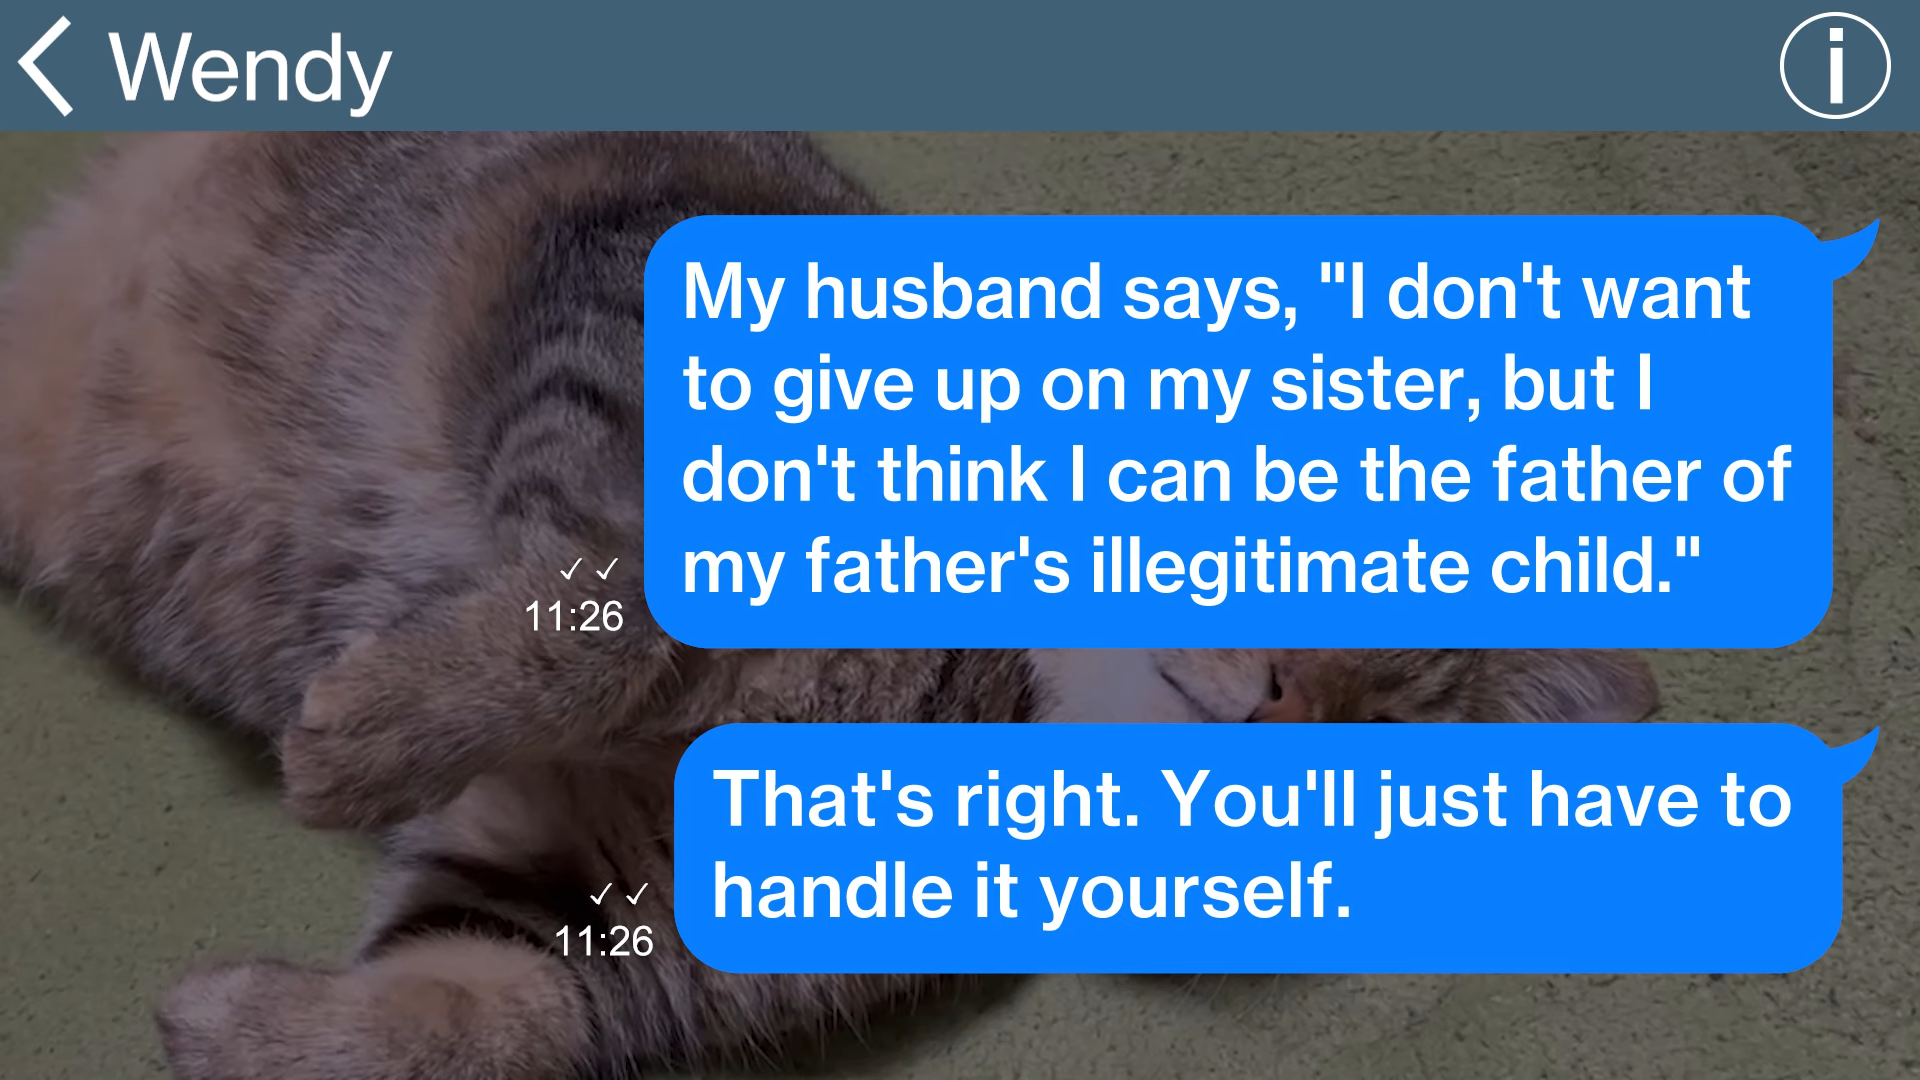 Wendy
My husband says, "I don't want
to give up on my sister, but I
don't think I can be the father of
my father's illegitimate child."
✓✓
11:26
That's right. You'll just have to
handle it yourself.
✓✓
11:26